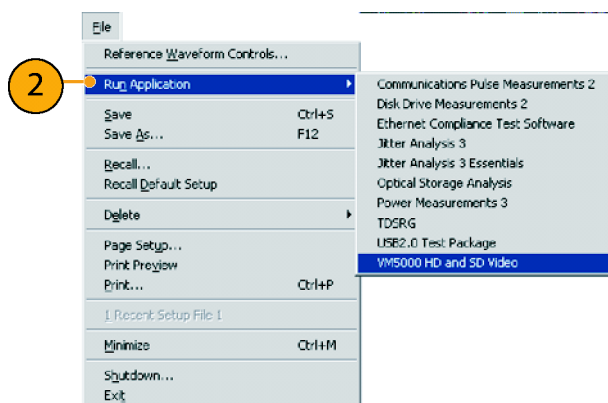 File
Reference Waveform Controls...
2
Run Application
Save Ctrl+S
Save As... F12
Recall...
Recall Default Setup
Delete
Page Setup...
Print Preview
Print... Ctrl+P
1 Recent Setup File 1
Minimize Ctrl+M
Shutdown...
Exit
Communications Pulse Measurements 2
Disk Drive Measurements 2
Ethernet Compliance Test Software
Jitter Analysis 3
Jitter Analysis 3 Essentials
Optical Storage Analysis
Power Measurements 3
TDSRG
USB2.0 Test Package
VM5000 HD and SD Video